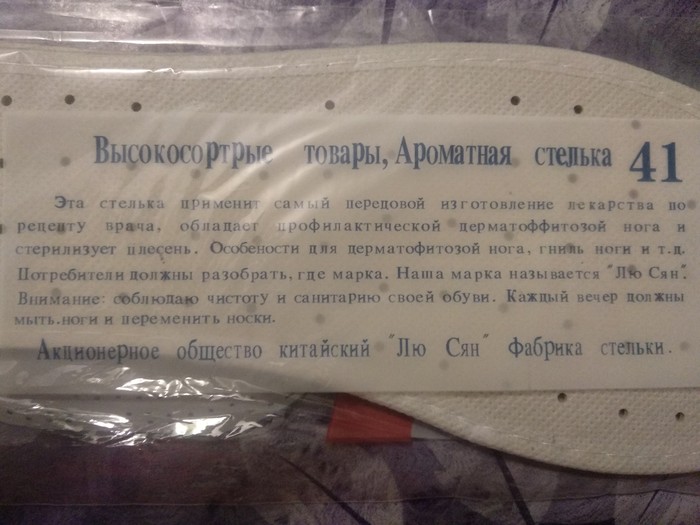 Высокосортрые товары, Ароматная стелька 41
Эта стелька применит самый передовой изготовление лекарства по
рецепту врача, обладает профилактической дерматоффитозой нога и
стерилизует плесень. Особености для дерматофитозой нога, гниль ноги и т.д.
Потребители должны разобрать, где марка. Наша марка называется "Лю Сян".
Внимание: соблюдаю чистоту и санитарию своей обуви. Каждый вечер должны
мыть.ноги и переменить носки.
Акционерное общество китайский "Лю Сян" фабрика стельки.